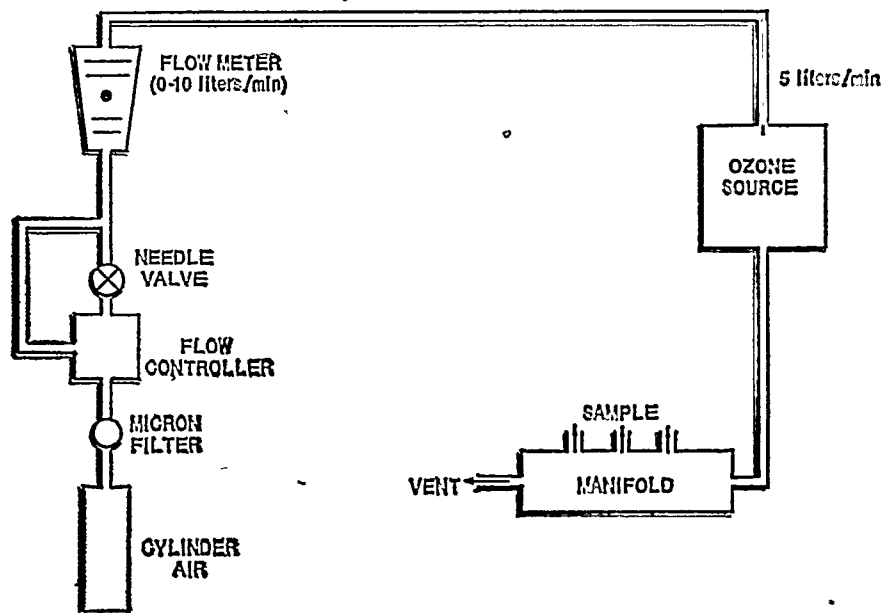 FLOW METER
(0-10 liters/min)
5 liters/min
OZONE
SOURCE
NEEDLE
VALVE
FLOW
CONTROLLER
MICRON
FILTER
SAMPLE
VENT
MANIFOLD
CYLINDER
AIR